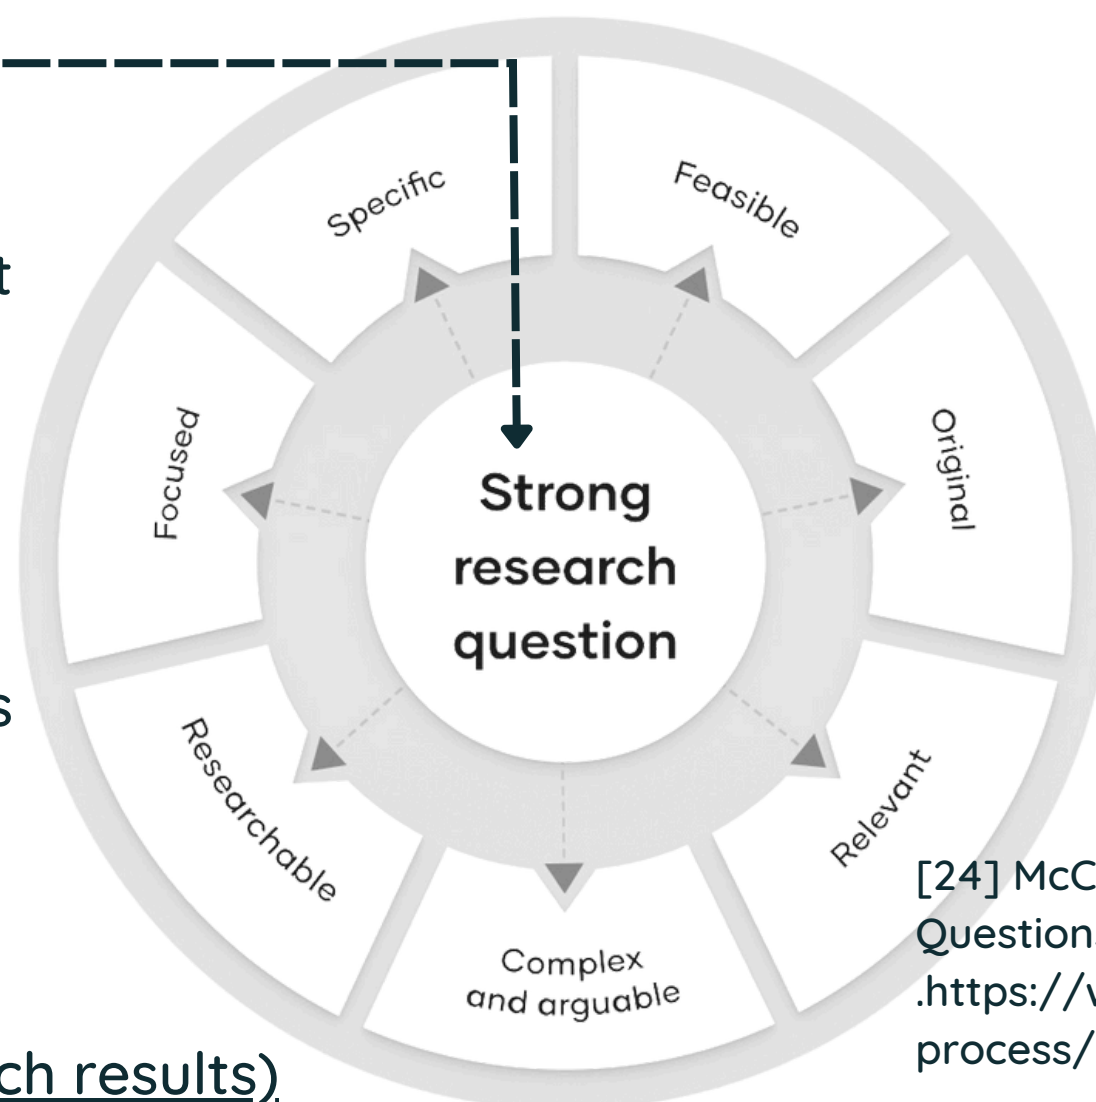 Specific
Feasible
t
Focused
Original
Strong
research
question
s
Researchable
Relevant
Complex
and arguable
[24] McC
Question
.https://
process/
ch results)